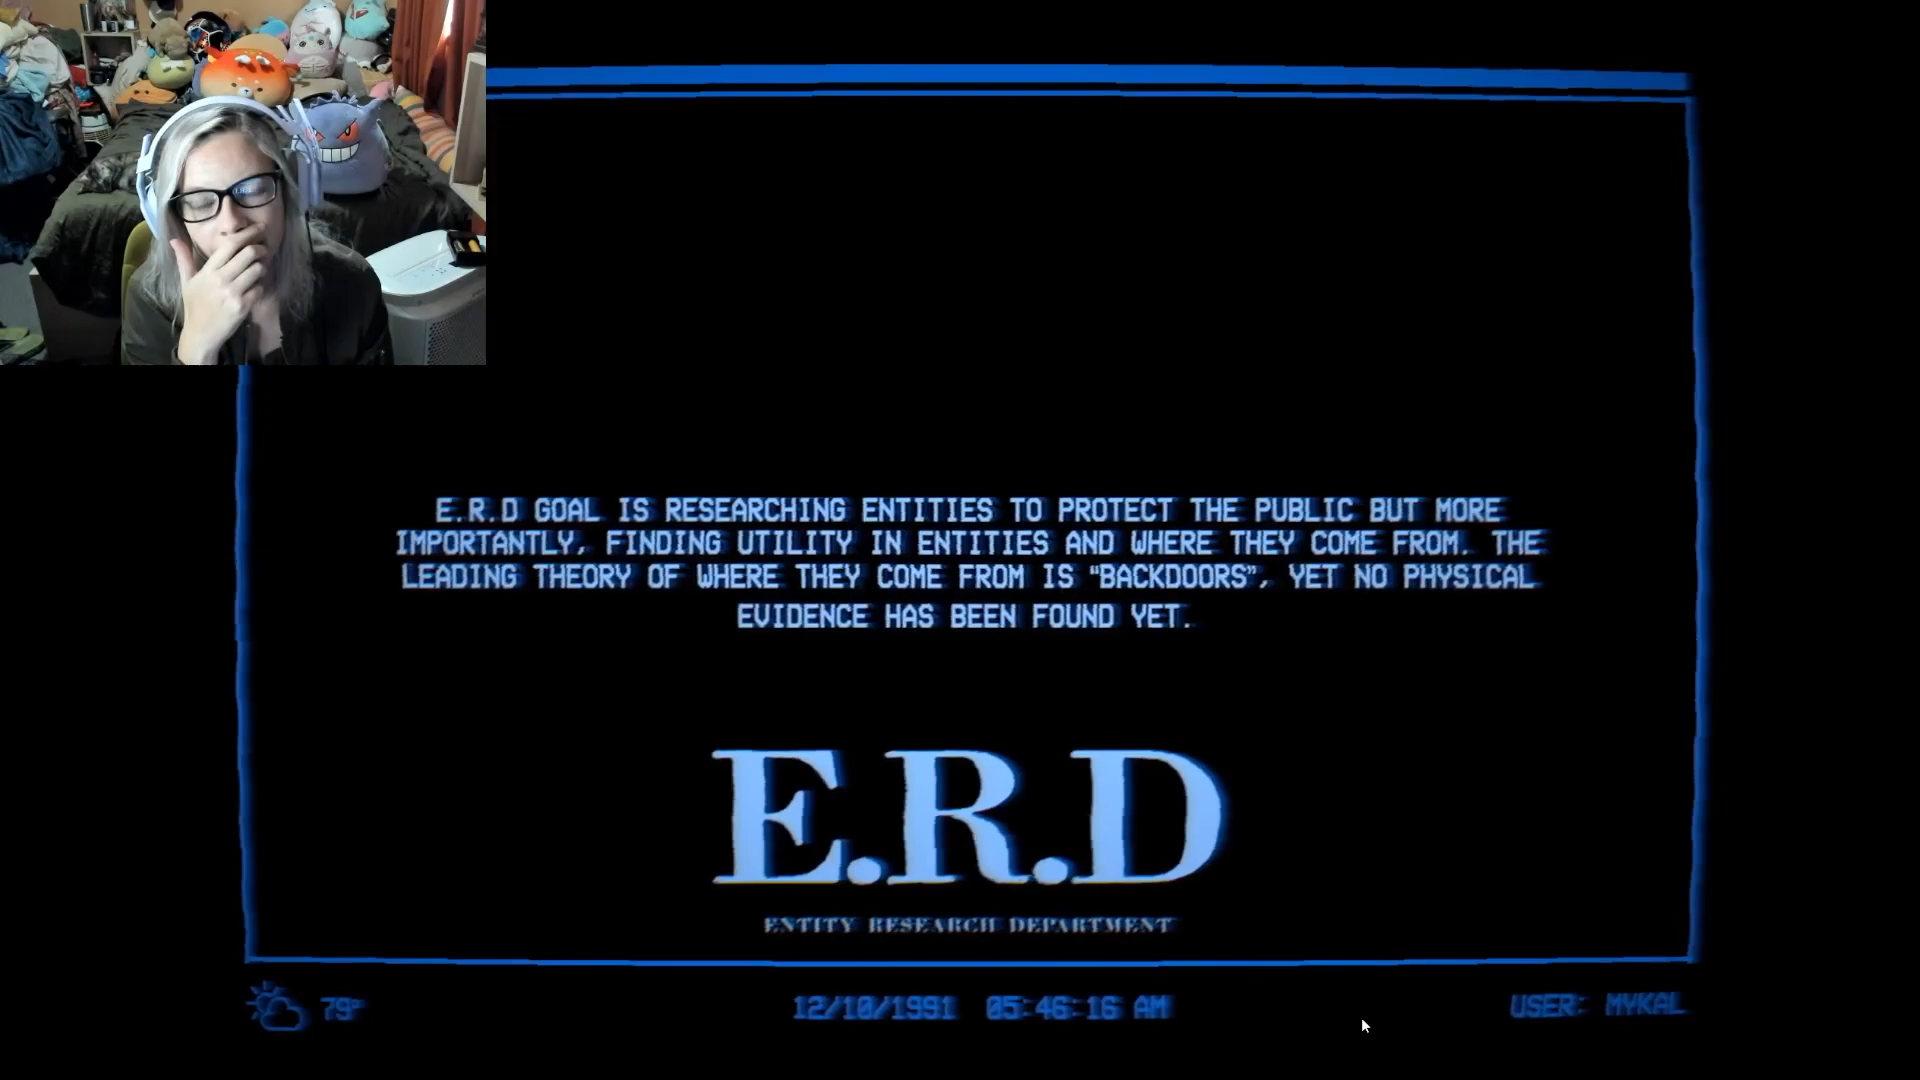 E.R.D GOAL IS RESEARCHING ENTITIES TO PROTECT THE PUBLIC BUT MORE
IMPORTANTLY, FINDING UTILITY IN ENTITIES AND WHERE THEY COME FROM. THE
LEADING THEORY OF WHERE THEY COME FROM IS "BACKDOORS", YET NO PHYSICAL
EVIDENCE HAS BEEN FOUND YET.
E.R.D
ENTITY RESEARCH DEPARTMENT
79°
12/10/1991 05:46:16 AM
USER: MYKAL